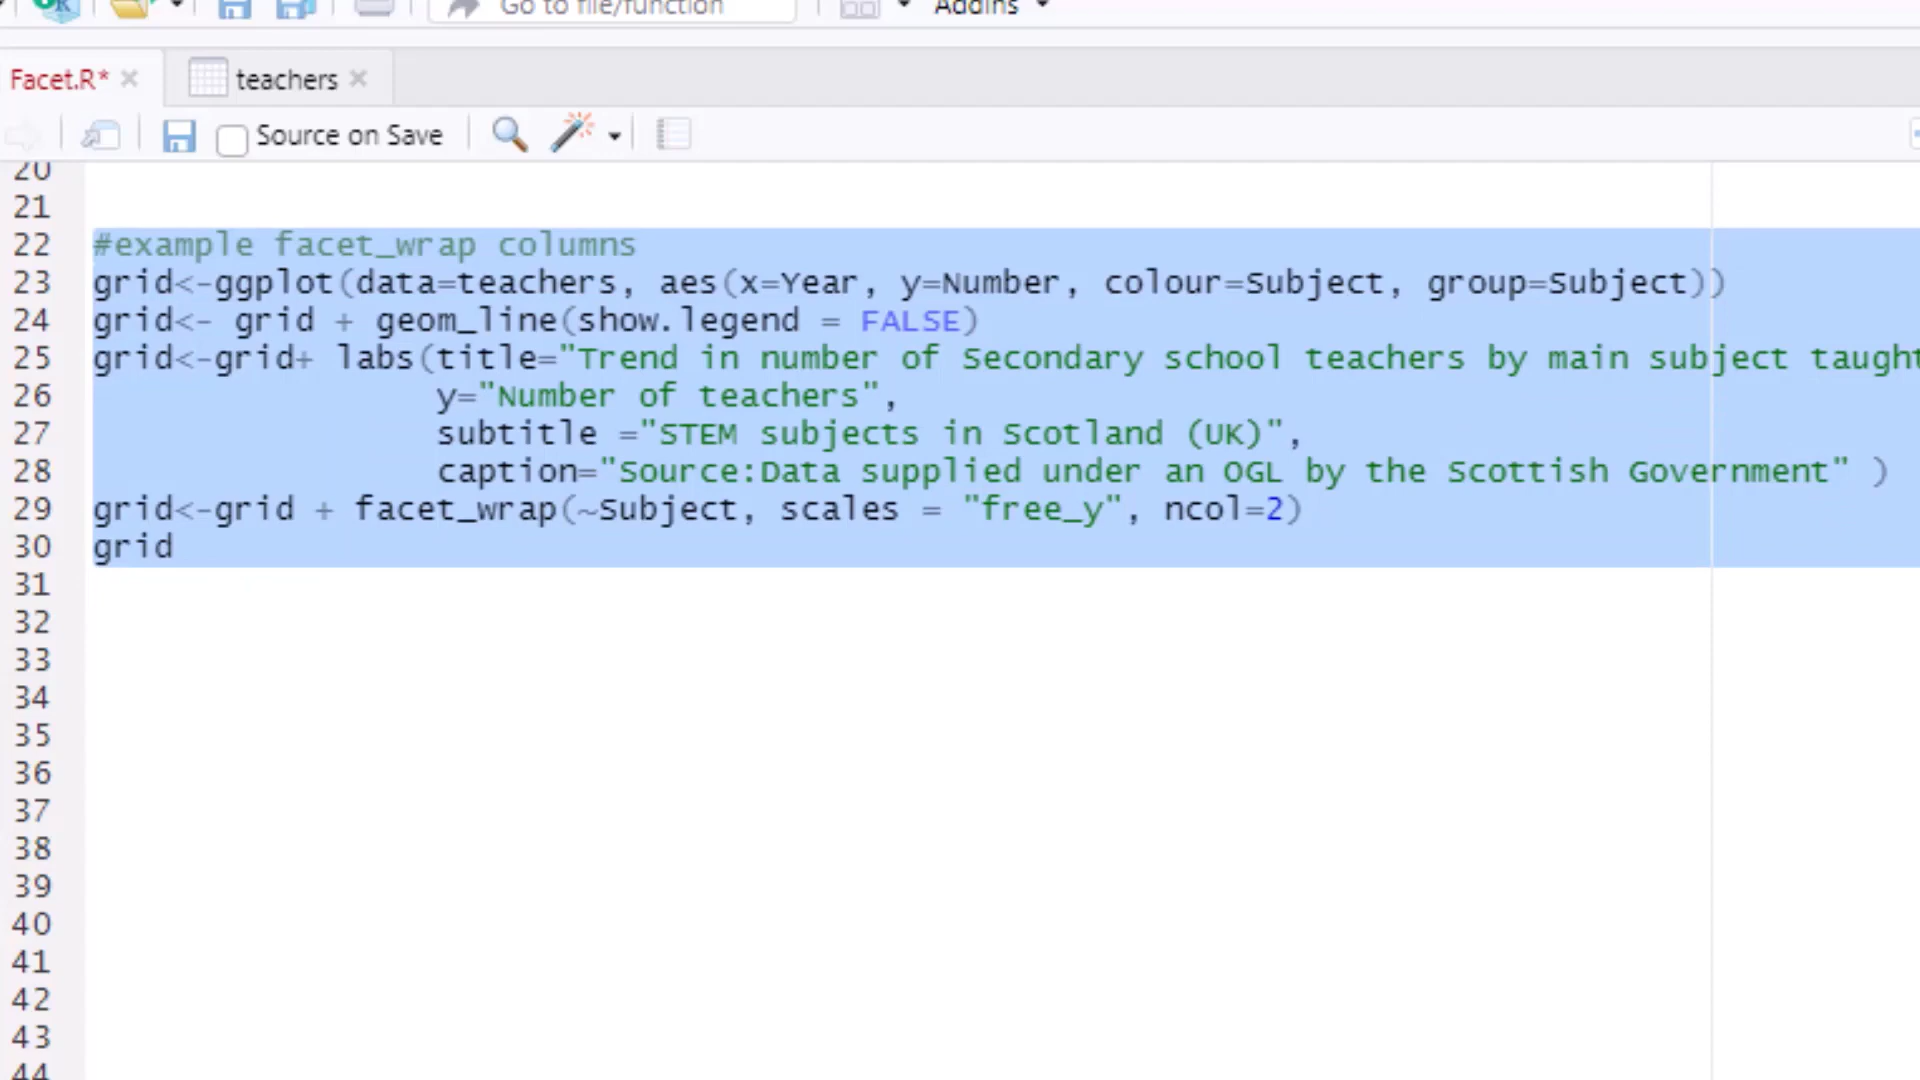 Go to file/function
Addins
Facet.R*
teachers
Source on Save
20
21
22 #example facet_wrap columns
23 grid<-ggplot(data=teachers, aes(x=Year, y=Number, colour=Subject, group=Subject))
24 grid<- grid + geom_line(show.legend = FALSE)
25 grid<-grid+ labs(title="Trend in number of Secondary school teachers by main subject taught
26 y="Number of teachers",
27 subtitle ="STEM subjects in Scotland (UK)",
28 caption="Source:Data supplied under an OGL by the Scottish Government" )
29 grid<-grid + facet_wrap(~Subject, scales = "free_y", ncol=2)
30 grid
31
32
33
34
35
36
37
38
39
40
41
42
43
44